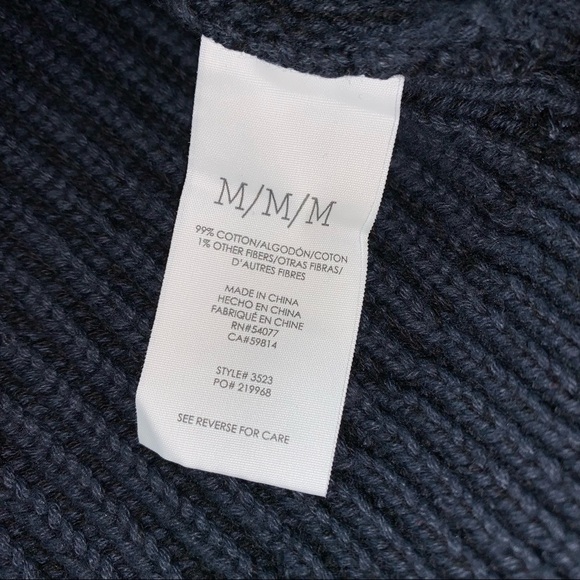 M/M/M
99% COTTON/ALGODÓN/COTON
1% OTHER FIBERS/OTRAS FIBRAS/
D'AUTRES FIBRES
MADE IN CHINA
HECHO EN CHINA
FABRIQUÉ EN CHINE
RN#54077
CA#59814
STYLE# 3523
PO# 219968
SEE REVERSE FOR CARE